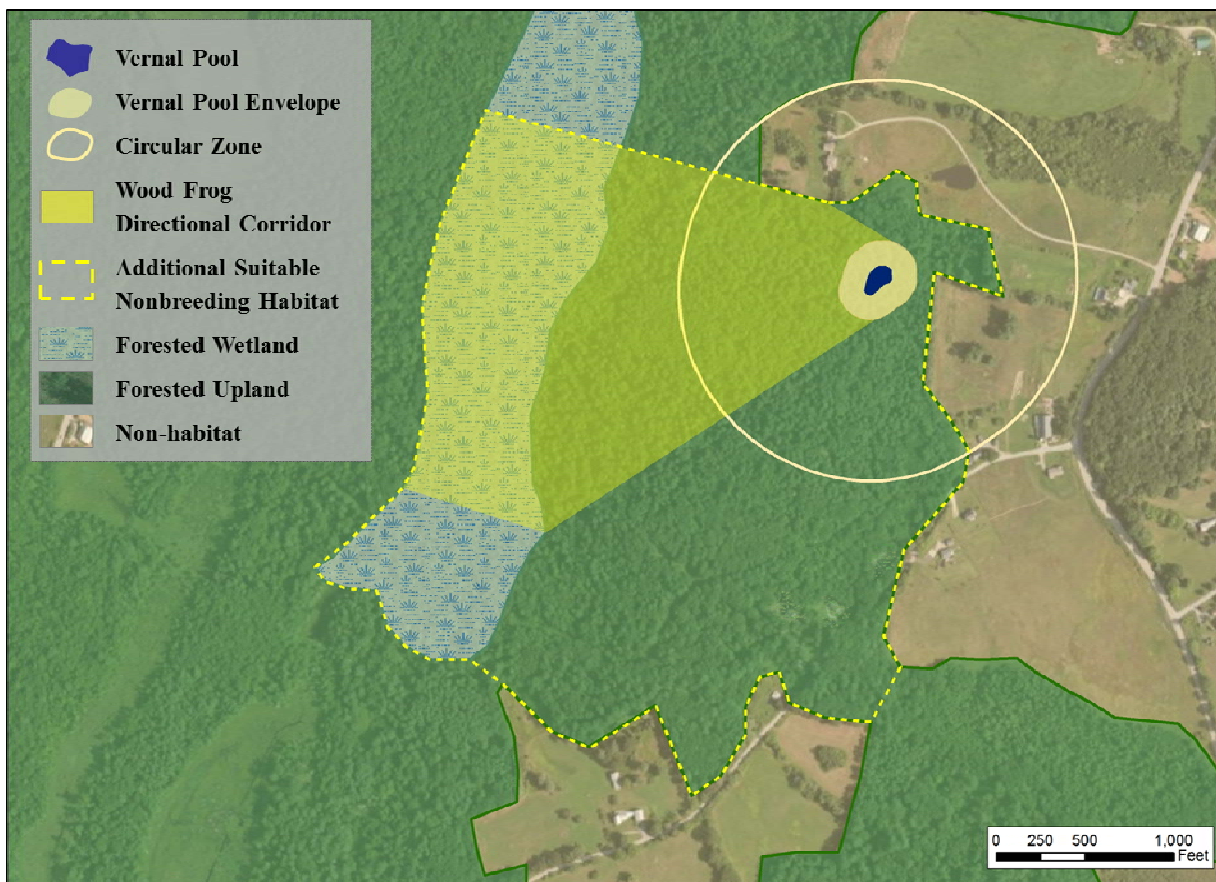 Vernal Pool
Vernal Pool Envelope
Circular Zone
Wood Frog
Directional Corridor
Additional Suitable
Nonbreeding Habitat
Forested Wetland
Forested Upland
Non-habitat
0 250 500 1,000
Feet